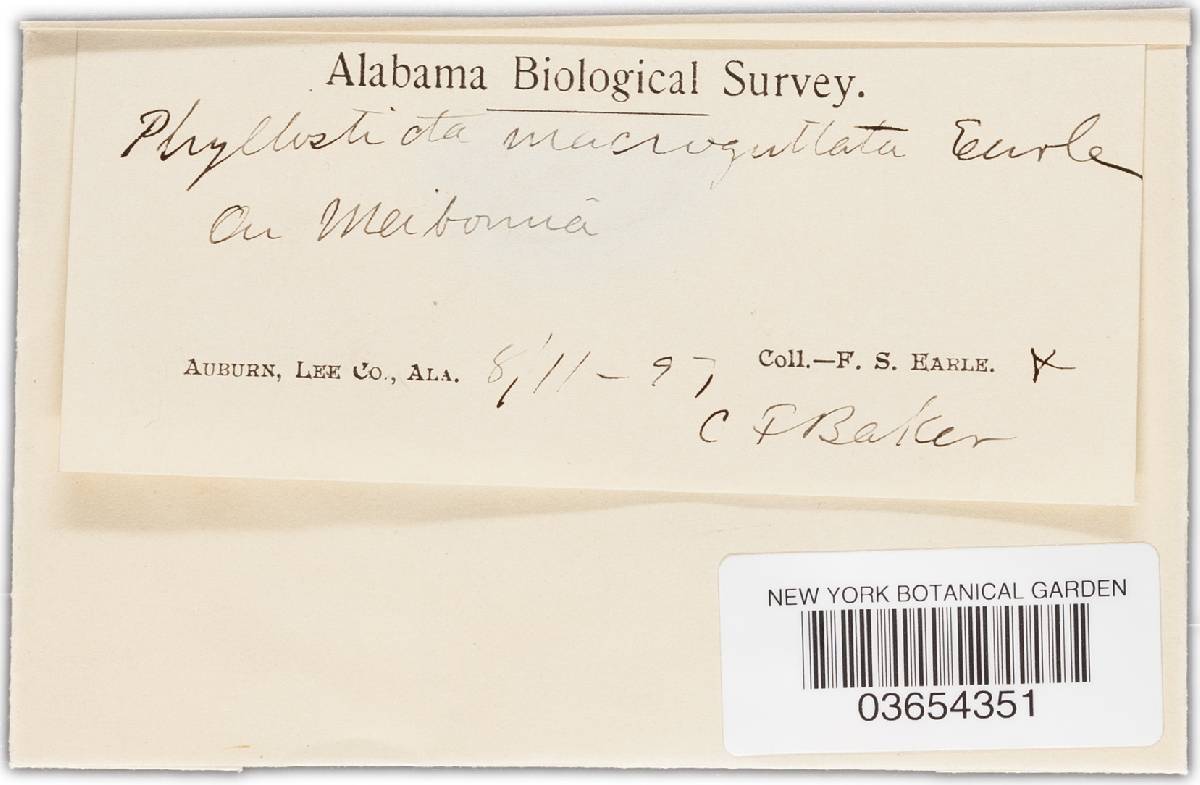 Alabama Biological Survey.
Phyllosticta macroguttata Earle
On Meibomia
AUBURN, LEE CO., ALA. 8/11-97 Coll.—F. S. EARLE. &
C F Baker
NEW YORK BOTANICAL GARDEN
03654351